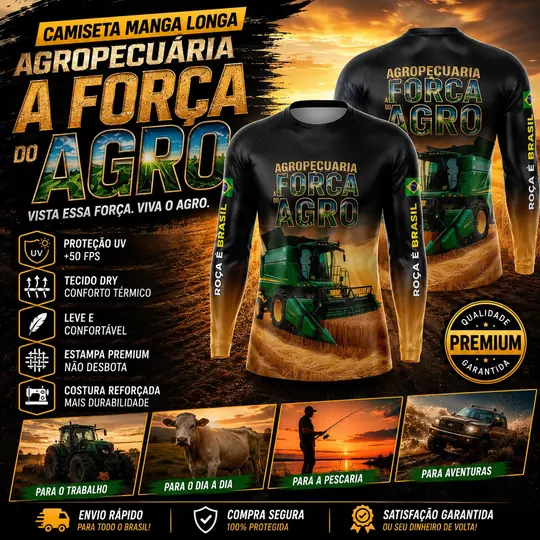 CAMISETA MANGA LONGA
AGROPECUÁRIA
A FORÇA
DO AGRO
VISTA ESSA FORÇA. VIVA O AGRO.
UV
PROTEÇÃO UV
+50 FPS
TECIDO DRY
CONFORTO TÉRMICO
LEVE E
CONFORTÁVEL
ESTAMPA PREMIUM
NÃO DESBOTA
COSTURA REFORÇADA
MAIS DURABILIDADE
AGROPECUARIA
A FORÇA
DO AGRO
ROÇA É BRASIL
AGROPECUARIA
A FORÇA
DO AGRO
ROÇA É BRASIL
QUALIDADE
PREMIUM
GARANTIDA
PARA O TRABALHO
PARA O DIA A DIA
PARA A PESCARIA
PARA AVENTURAS
ENVIO RÁPIDO
PARA TODO O BRASIL!
COMPRA SEGURA
100% PROTEGIDA
SATISFAÇÃO GARANTIDA
OU SEU DINHEIRO DE VOLTA!